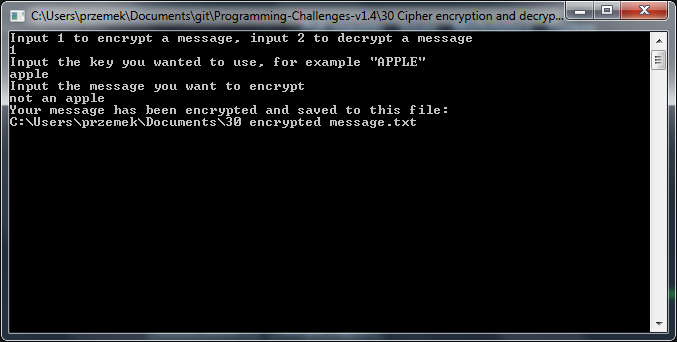 C:\Users\przemek\Documents\git\Programming-Challenges-v1.4\30 Cipher encryption and decryp...
Input 1 to encrypt a message, input 2 to decrypt a message
1
Input the key you wanted to use, for example "APPLE"
apple
Input the message you want to encrypt
not an apple
Your message has been encrypted and saved to this file:
C:\Users\przemek\Documents\30 encrypted message.txt